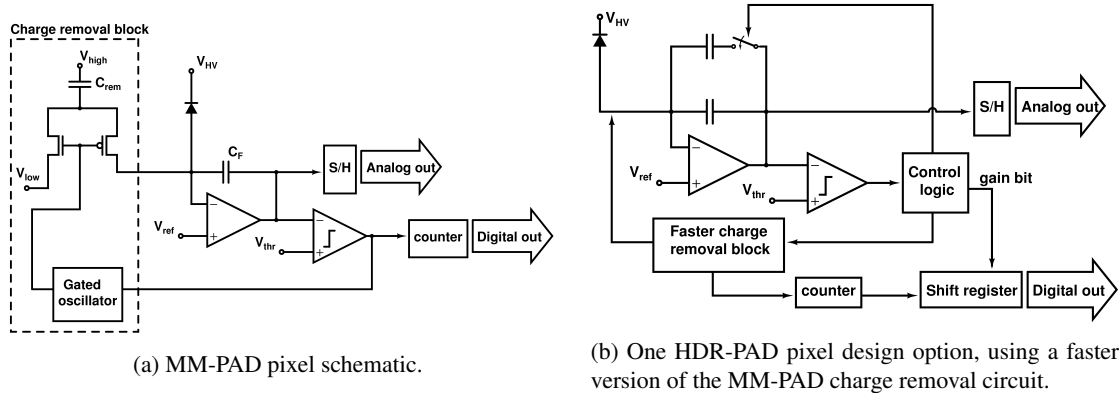 Charge removal block
V_high
C_rem
V_low
V_HV
C_F
V_ref
V_thr
S/H
Analog out
counter
Digital out
Gated
oscillator
(a) MM-PAD pixel schematic.
V_HV
V_ref
V_thr
S/H
Analog out
Control
logic
gain bit
Faster charge
removal block
counter
Shift register
Digital out
(b) One HDR-PAD pixel design option, using a faster
version of the MM-PAD charge removal circuit.